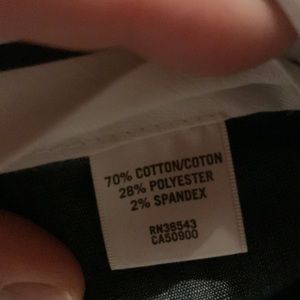 70% COTTON/COTON
28% POLYESTER
2% SPANDEX
RN38543
CA50900